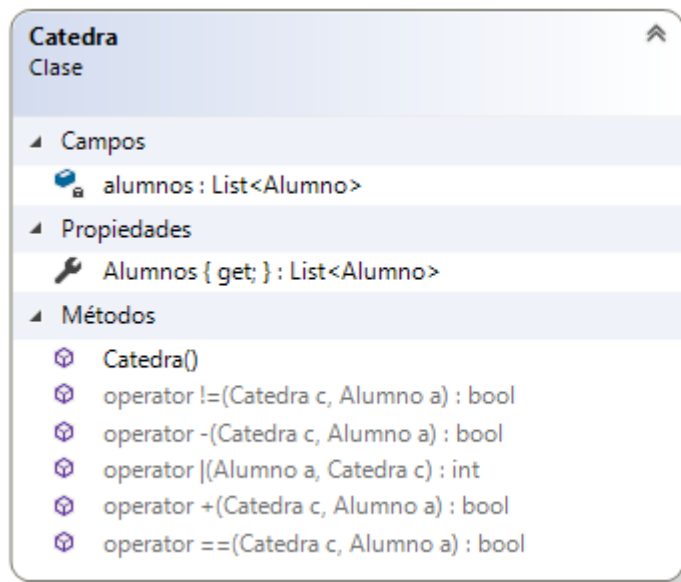 Catedra
Clase
Campos
alumnos : List<Alumno>
Propiedades
Alumnos { get; } : List<Alumno>
Métodos
Catedra()
operator !=(Catedra c, Alumno a) : bool
operator -(Catedra c, Alumno a) : bool
operator |(Alumno a, Catedra c) : int
operator +(Catedra c, Alumno a) : bool
operator ==(Catedra c, Alumno a) : bool